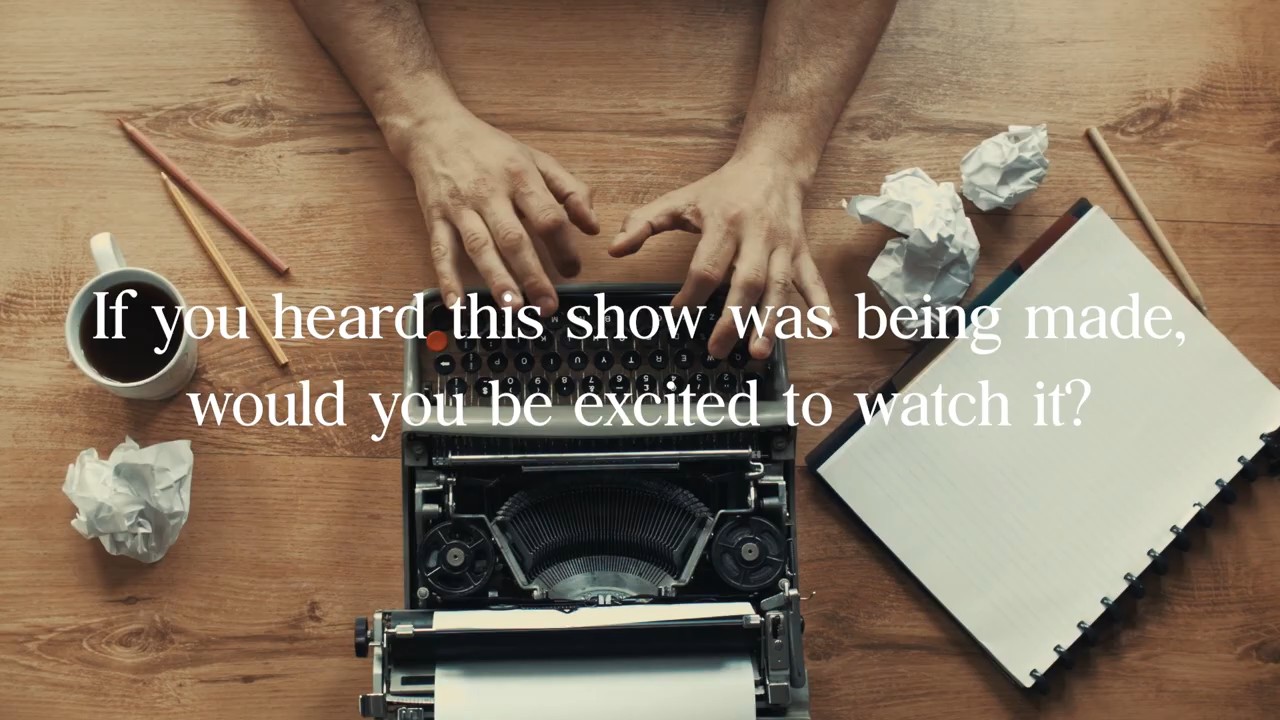 If you heard this show was being made,
would you be excited to watch it?